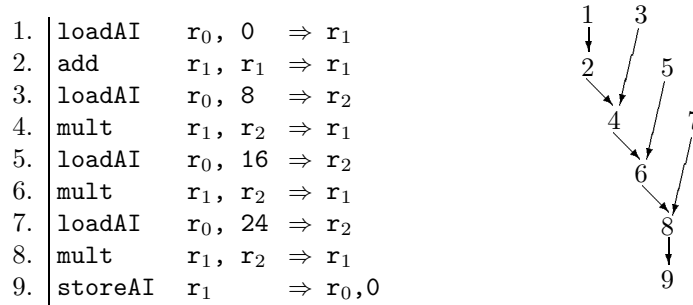 1. loadAI r₀, 0 ⇒ r₁
2. add r₁, r₁ ⇒ r₁
3. loadAI r₀, 8 ⇒ r₂
4. mult r₁, r₂ ⇒ r₁
5. loadAI r₀, 16 ⇒ r₂
6. mult r₁, r₂ ⇒ r₁
7. loadAI r₀, 24 ⇒ r₂
8. mult r₁, r₂ ⇒ r₁
9. storeAI r₁ ⇒ r₀,0
1 3
2 5
4 7
6
8
9